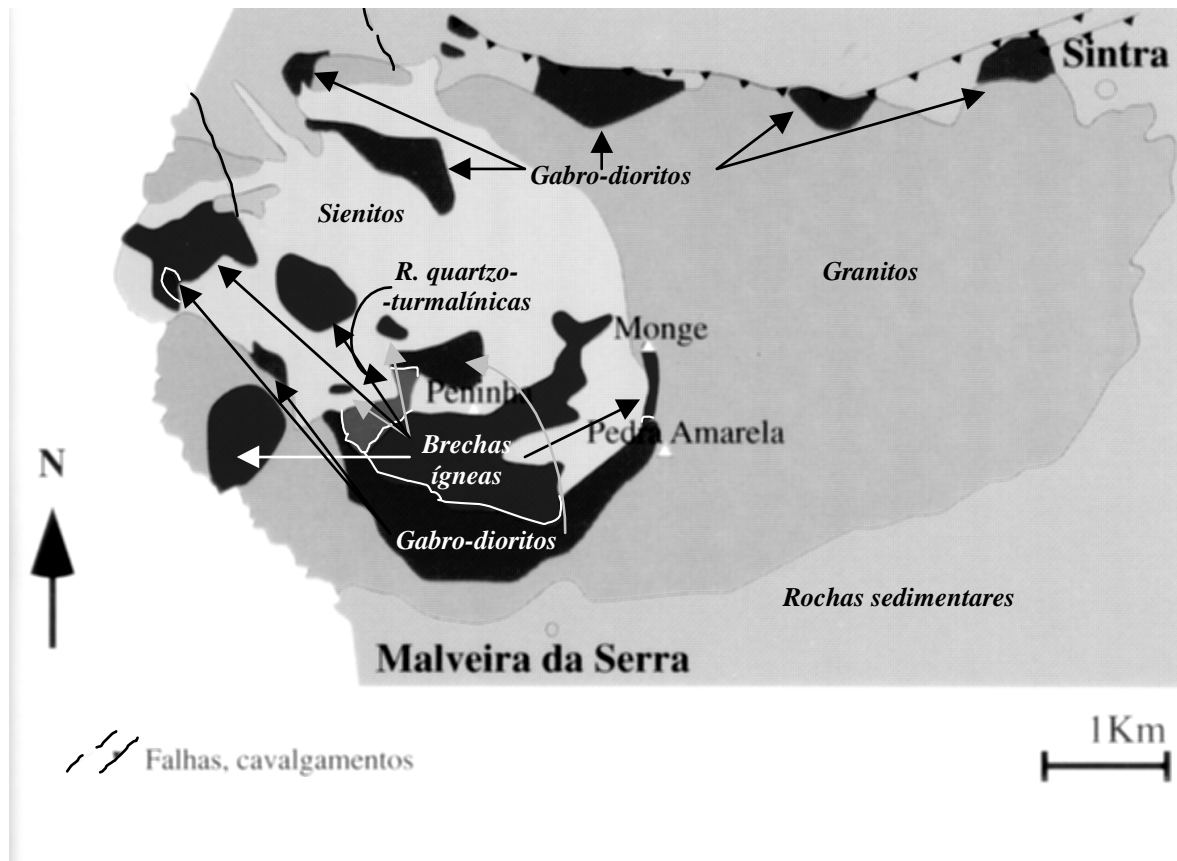 Sintra
Gabro-dioritos
Sienitos
R. quartzo-
-turmalínicas
Granitos
Monge
Peninha
Pedra Amarela
Brechas
ígneas
N
Gabro-dioritos
Rochas sedimentares
Malveira da Serra
1Km
Falhas, cavalgamentos